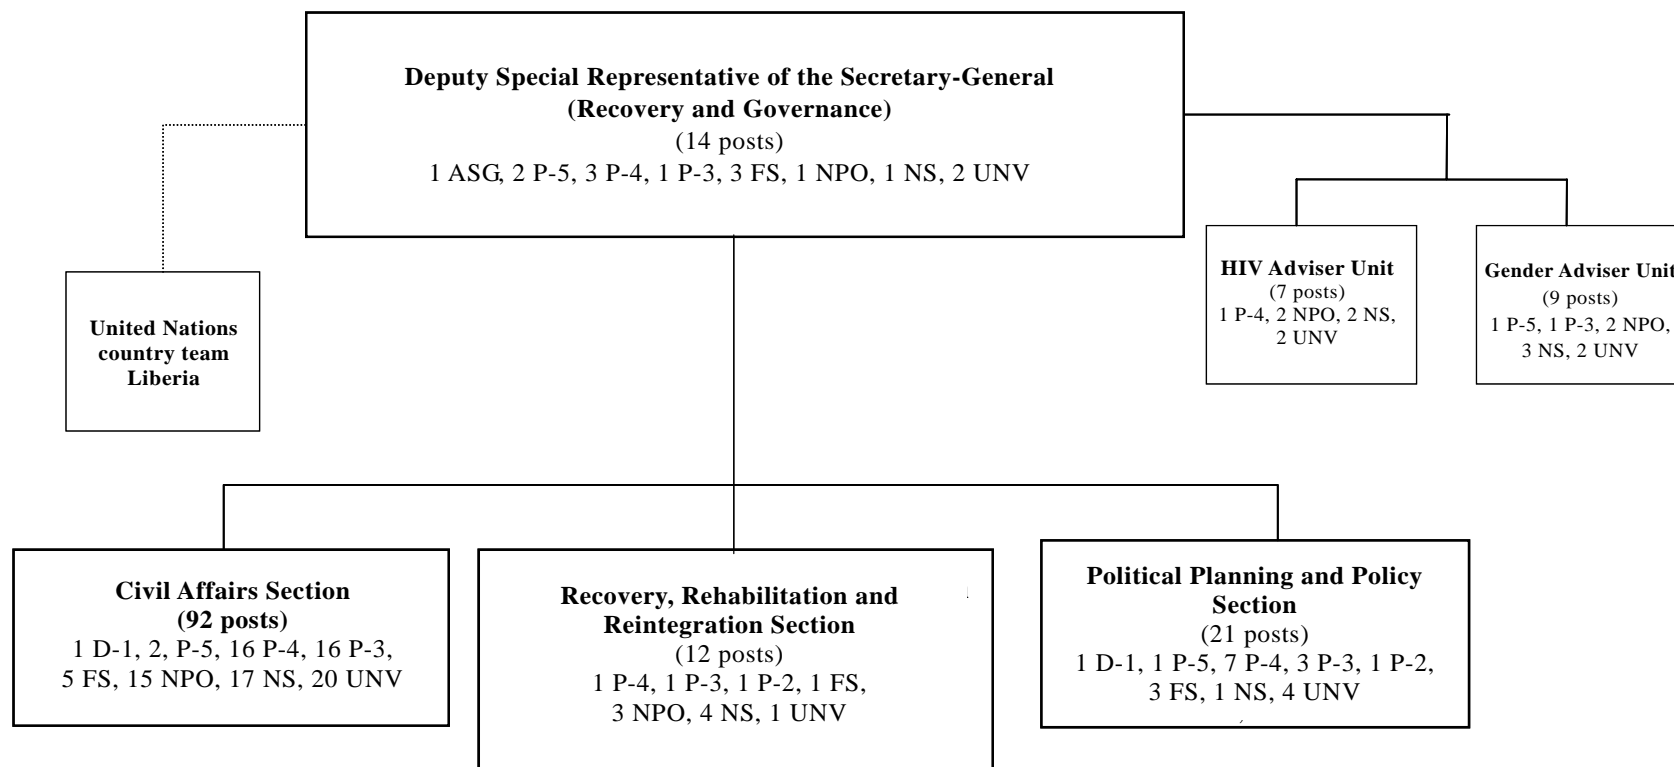 Deputy Special Representative of the Secretary-General
(Recovery and Governance)
(14 posts)
1 ASG, 2 P-5, 3 P-4, 1 P-3, 3 FS, 1 NPO, 1 NS, 2 UNV
HIV Adviser Unit
(7 posts)
1 P-4, 2 NPO, 2 NS,
2 UNV
Gender Adviser Unit
(9 posts)
1 P-5, 1 P-3, 2 NPO,
3 NS, 2 UNV
United Nations
country team
Liberia
Civil Affairs Section
(92 posts)
1 D-1, 2, P-5, 16 P-4, 16 P-3,
5 FS, 15 NPO, 17 NS, 20 UNV
Recovery, Rehabilitation and
Reintegration Section
(12 posts)
1 P-4, 1 P-3, 1 P-2, 1 FS,
3 NPO, 4 NS, 1 UNV
Political Planning and Policy
Section
(21 posts)
1 D-1, 1 P-5, 7 P-4, 3 P-3, 1 P-2,
3 FS, 1 NS, 4 UNV